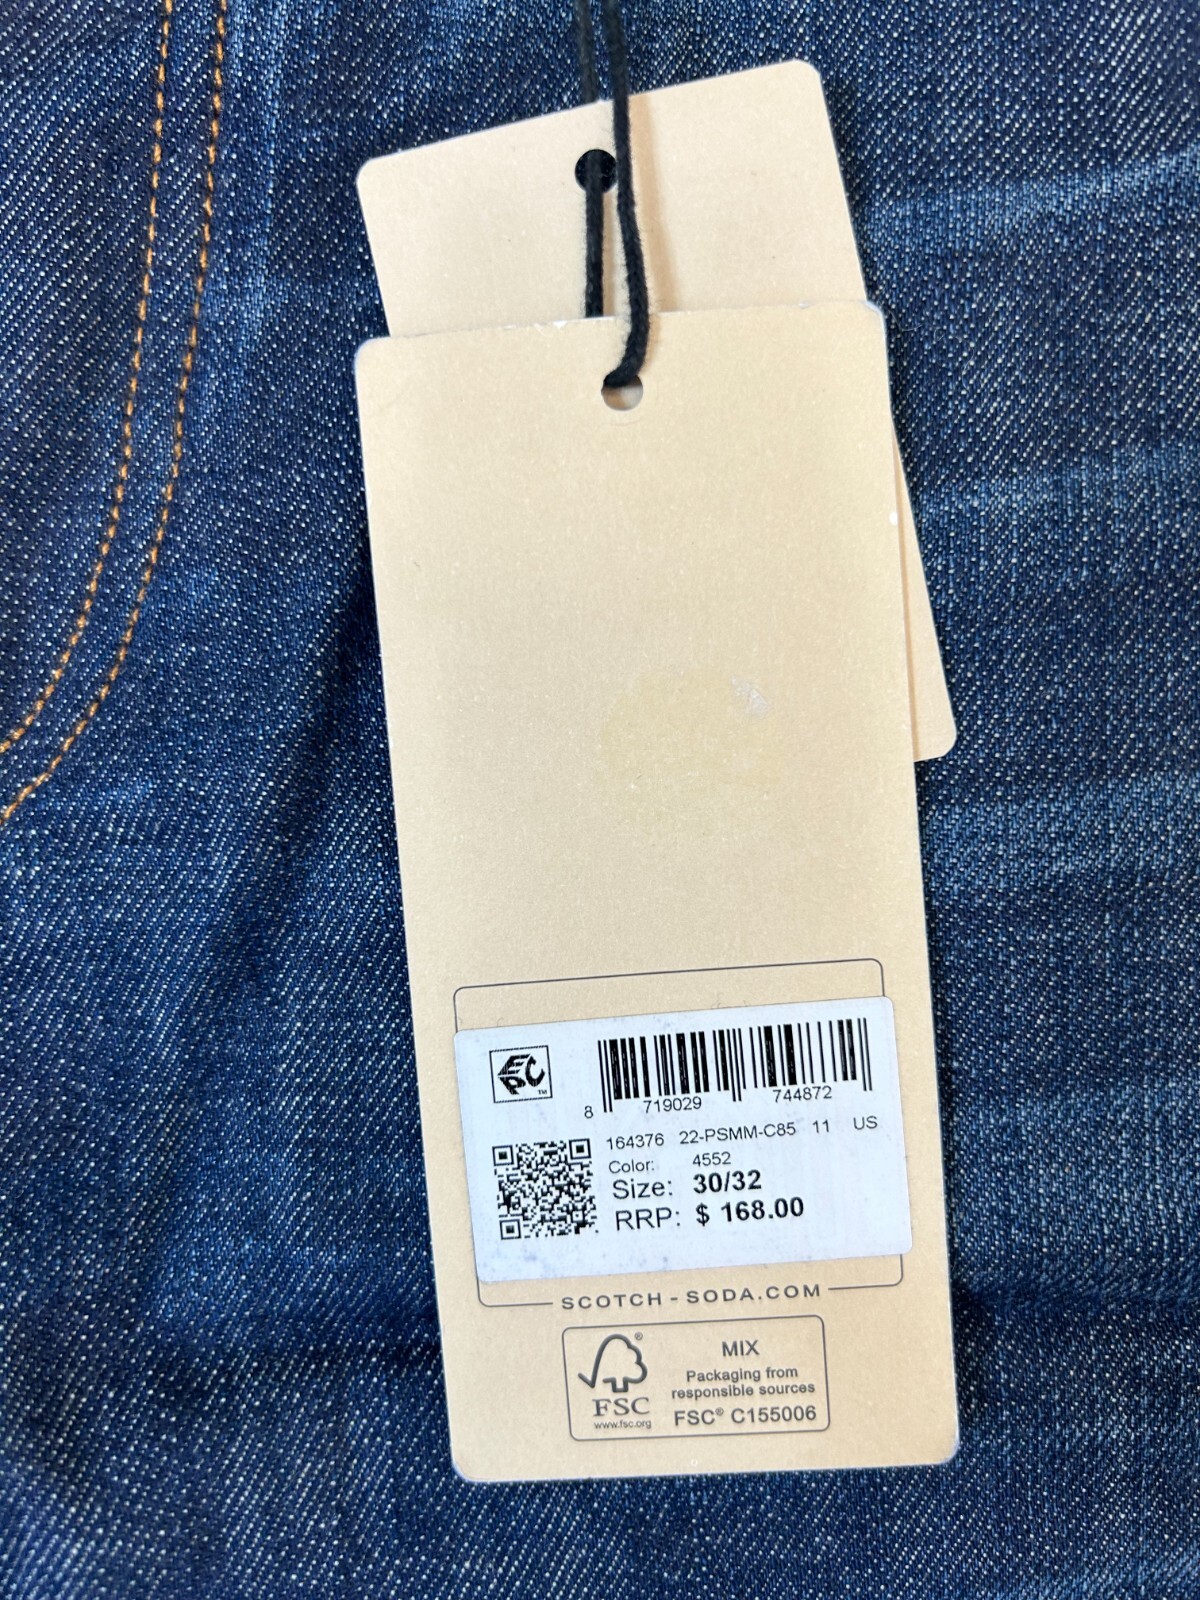 EPC TM
8 719029 744872
164376 22-PSMM-C85 11 US
Color: 4552
Size: 30/32
RRP: $ 168.00
SCOTCH - SODA.COM
®
MIX
Packaging from
responsible sources
FSC
www.fsc.org
FSC® C155006